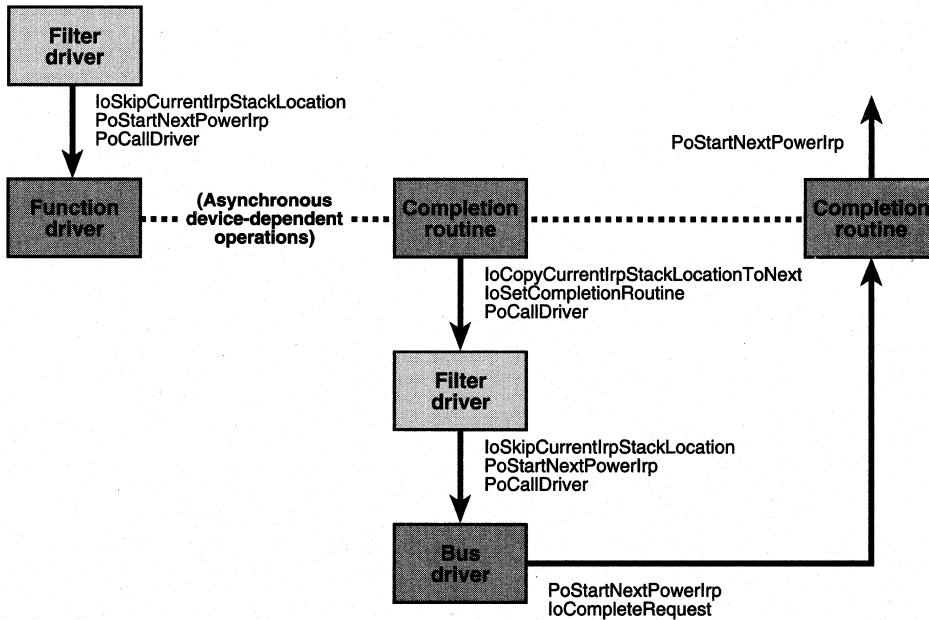 Filter
driver
IoSkipCurrentIrpStackLocation
PoStartNextPowerIrp
PoCallDriver
PoStartNextPowerIrp
Function
driver
(Asynchronous
device-dependent
operations)
Completion
routine
Completion
routine
IoCopyCurrentIrpStackLocationToNext
IoSetCompletionRoutine
PoCallDriver
Filter
driver
IoSkipCurrentIrpStackLocation
PoStartNextPowerIrp
PoCallDriver
Bus
driver
PoStartNextPowerIrp
IoCompleteRequest